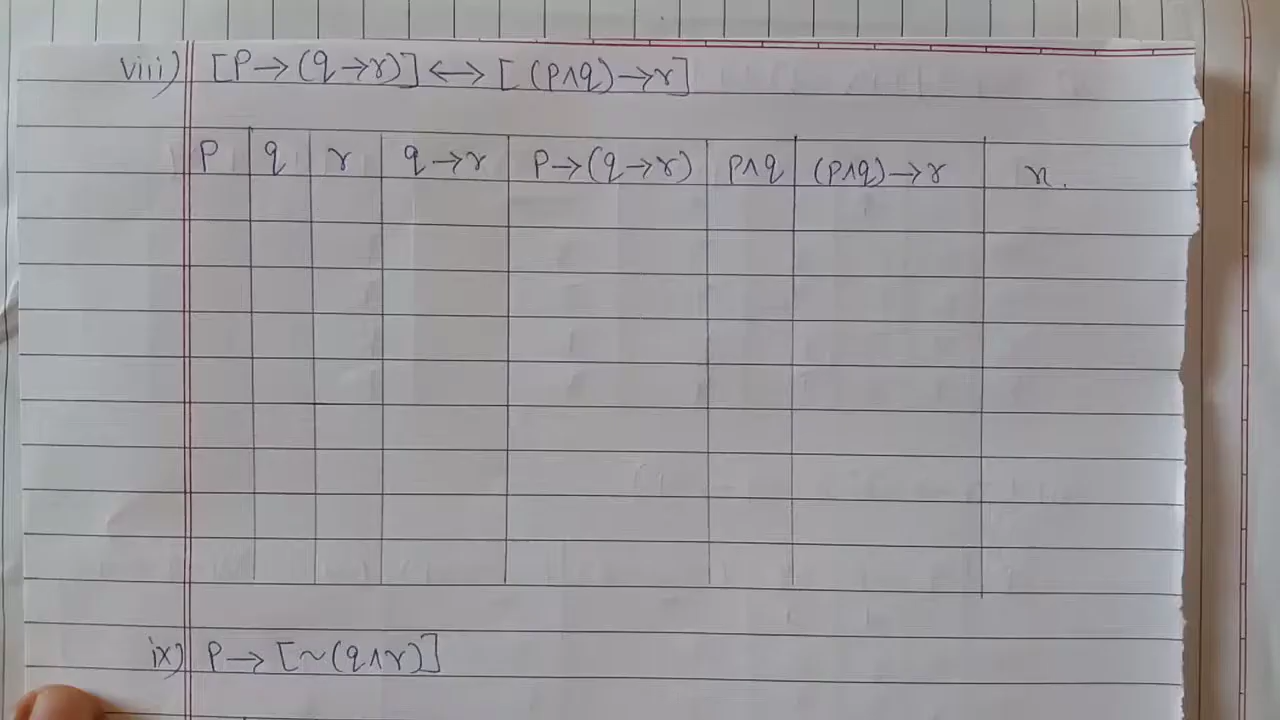 viii) [P→(q→r)]↔[(p∧q)→r]
P q r q→r P→(q→r) p∧q (p∧q)→r x.
ix) P→[~(q∧r)]